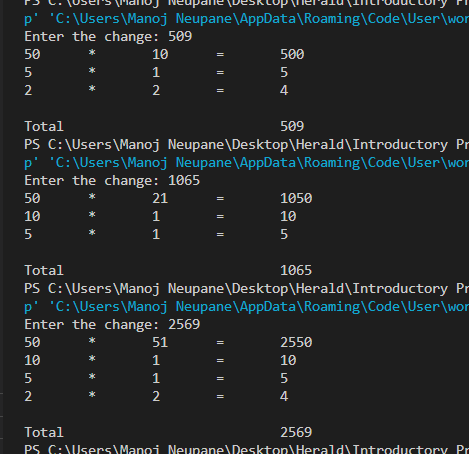 PS C:\Users\Manoj Neupane\Desktop\Herald\Introductory Pr
p' 'C:\Users\Manoj Neupane\AppData\Roaming\Code\User\wor
Enter the change: 509
50 * 10 = 500
5 * 1 = 5
2 * 2 = 4
Total 509
PS C:\Users\Manoj Neupane\Desktop\Herald\Introductory Pr
p' 'C:\Users\Manoj Neupane\AppData\Roaming\Code\User\wor
Enter the change: 1065
50 * 21 = 1050
10 * 1 = 10
5 * 1 = 5
Total 1065
PS C:\Users\Manoj Neupane\Desktop\Herald\Introductory Pr
p' 'C:\Users\Manoj Neupane\AppData\Roaming\Code\User\wor
Enter the change: 2569
50 * 51 = 2550
10 * 1 = 10
5 * 1 = 5
2 * 2 = 4
Total 2569
PS C:\Users\Manoj Neupane\Desktop\Herald\Introductory Pr